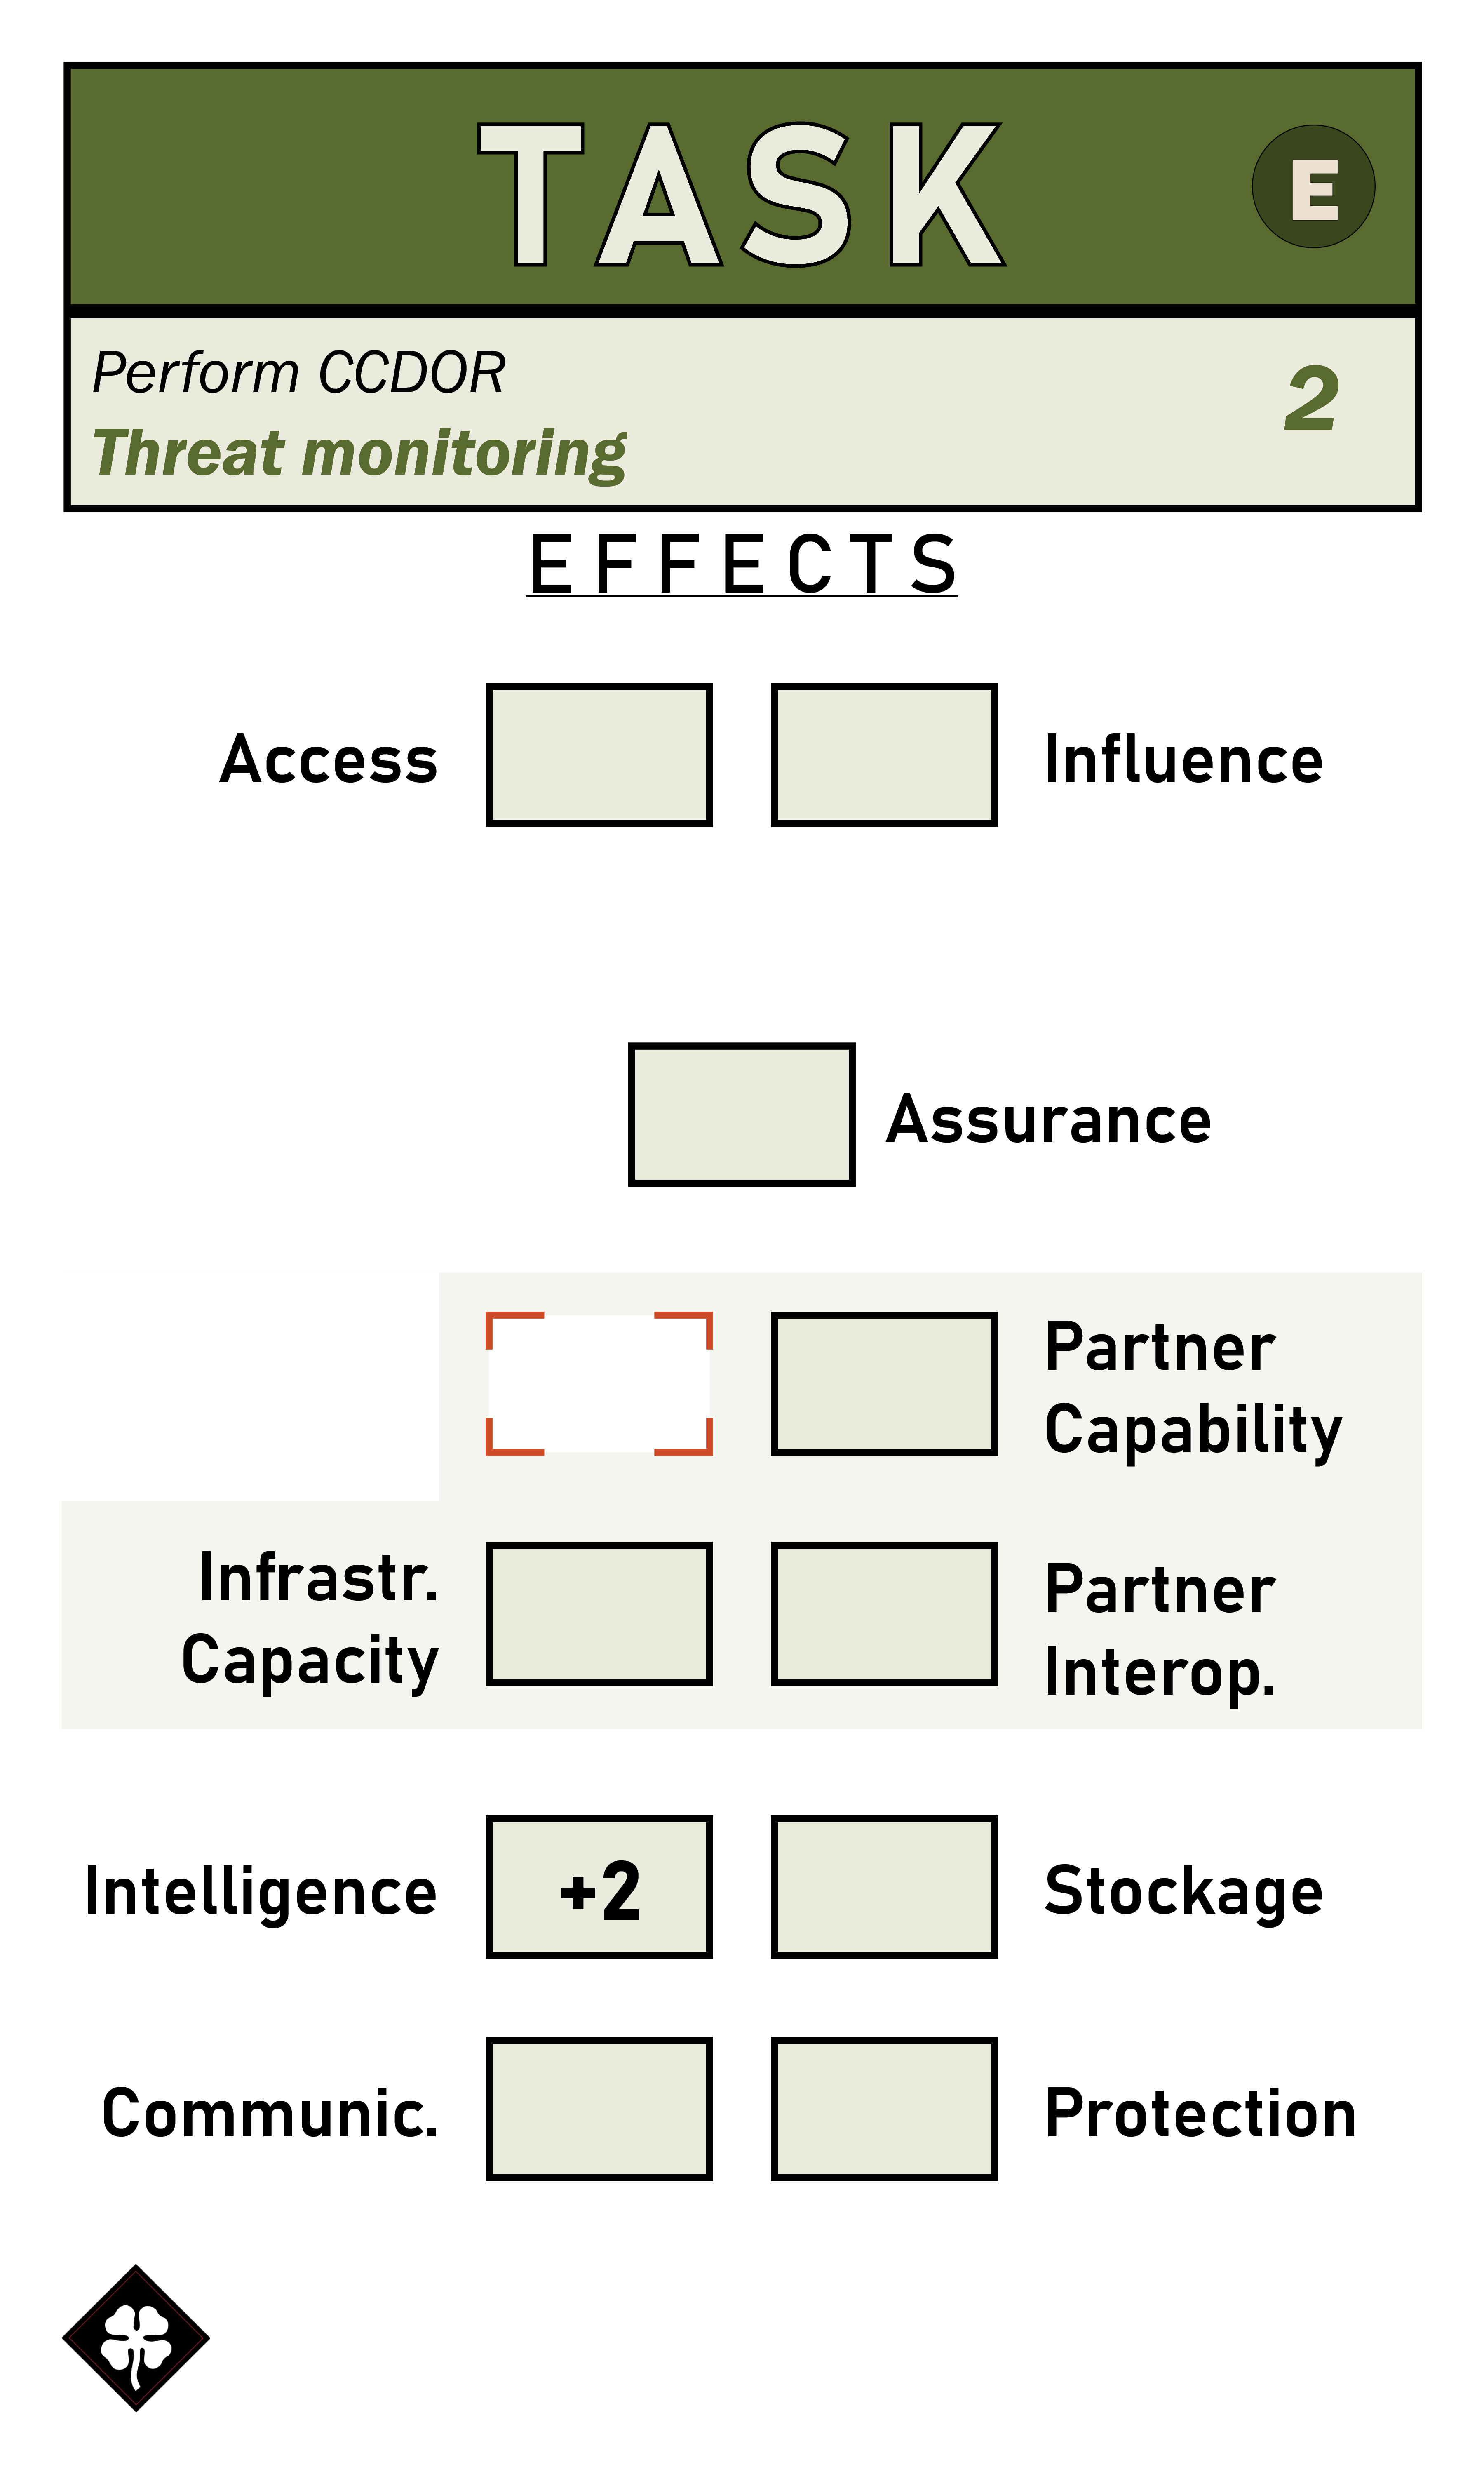 TASK
E
Perform CCDOR
2
Threat monitoring
EFFECTS
Access
Influence
Assurance
Partner
Capability
Infrastr.
Capacity
Partner
Interop.
Intelligence
+2
Stockage
Communic.
Protection